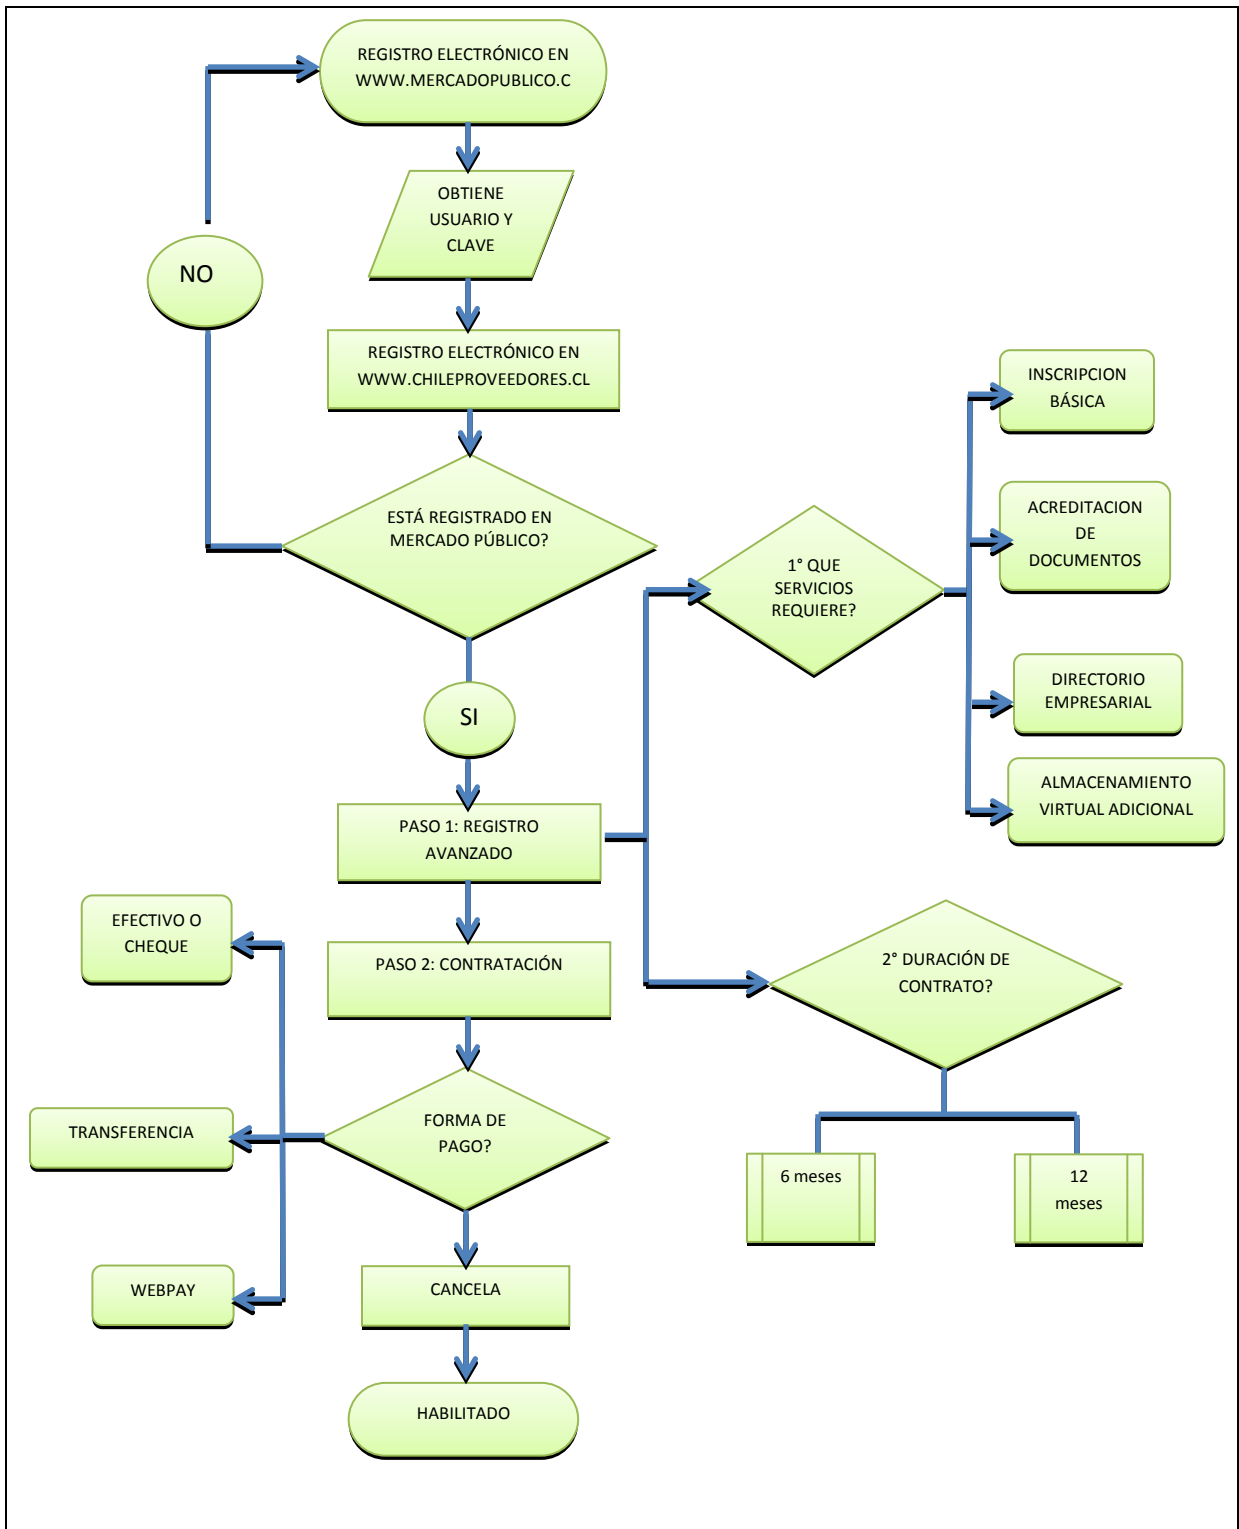 REGISTRO ELECTRÓNICO EN
WWW.MERCADOPUBLICO.C
OBTIENE
USUARIO Y
CLAVE
NO
REGISTRO ELECTRÓNICO EN
WWW.CHILEPROVEEDORES.CL
ESTÁ REGISTRADO EN
MERCADO PÚBLICO?
SI
1° QUE
SERVICIOS
REQUIERE?
INSCRIPCION
BÁSICA
ACREDITACION
DE
DOCUMENTOS
DIRECTORIO
EMPRESARIAL
ALMACENAMIENTO
VIRTUAL ADICIONAL
PASO 1: REGISTRO
AVANZADO
PASO 2: CONTRATACIÓN
2° DURACIÓN DE
CONTRATO?
6 meses
12
meses
FORMA DE
PAGO?
EFECTIVO O
CHEQUE
TRANSFERENCIA
WEBPAY
CANCELA
HABILITADO